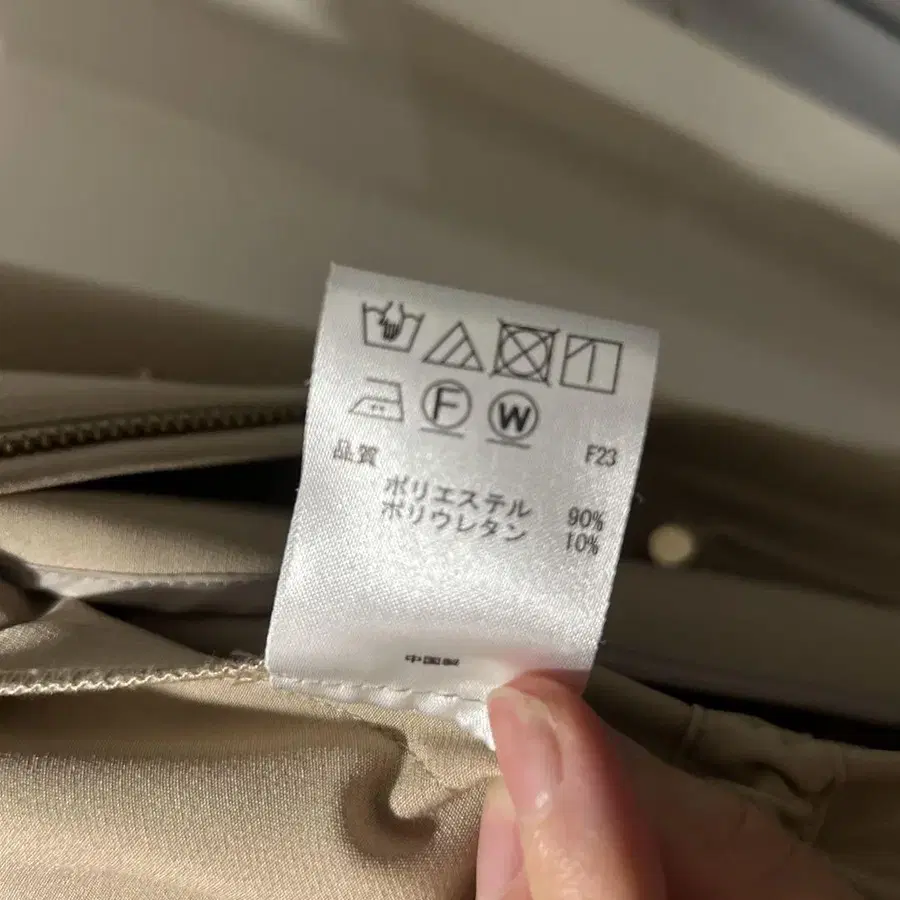 F W
品質 F23
ポリエステル 90%
ポリウレタン 10%
中国製